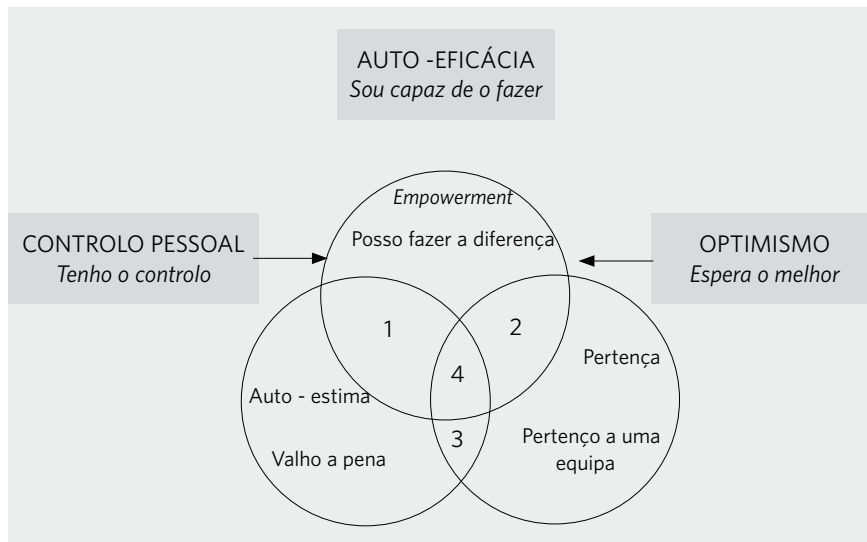 AUTO -EFICÁCIA
Sou capaz de o fazer
Empowerment
Posso fazer a diferença
CONTROLO PESSOAL
Tenho o controlo
OPTIMISMO
Espera o melhor
1
2
4
3
Pertença
Auto - estima
Pertenço a uma
equipa
Valho a pena